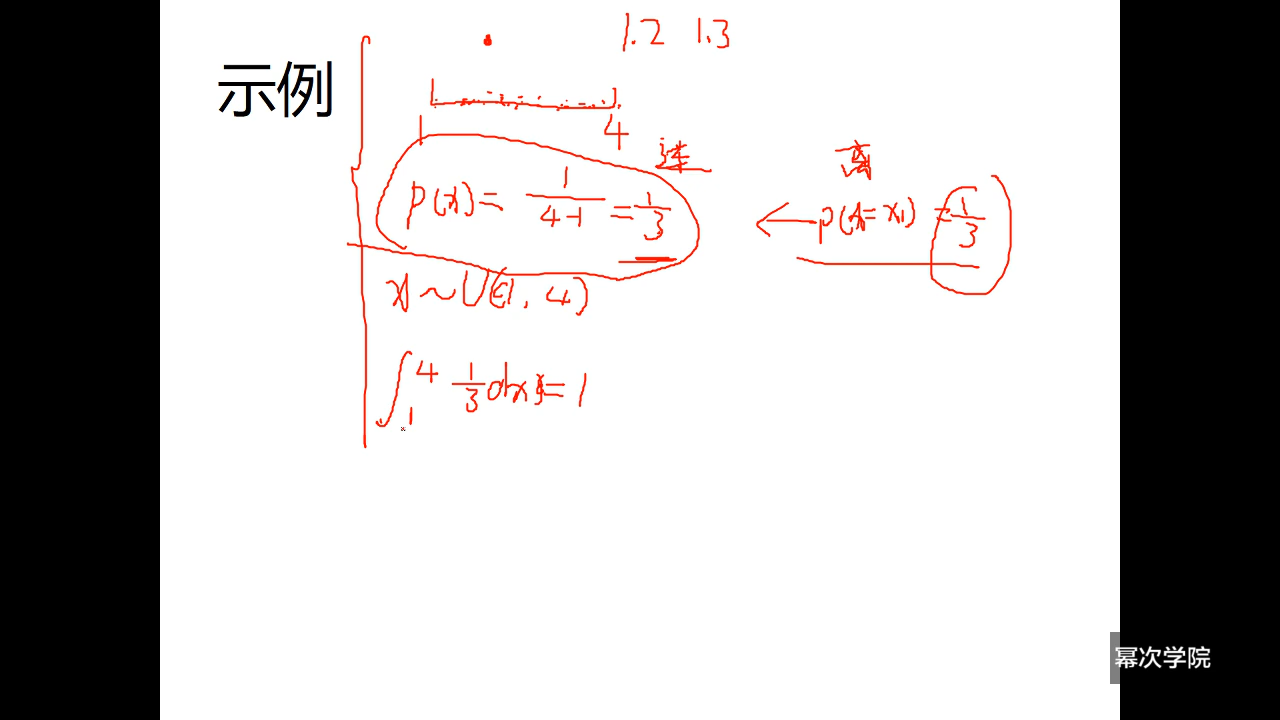 1.2 1.3
示例
1 4
连 离
p(x) = 1/(4-1) = 1/3 ← p(x = x1) = 1/3
x ~ U(1, 4)
∫₁⁴ 1/3 dx = 1
幂次学院